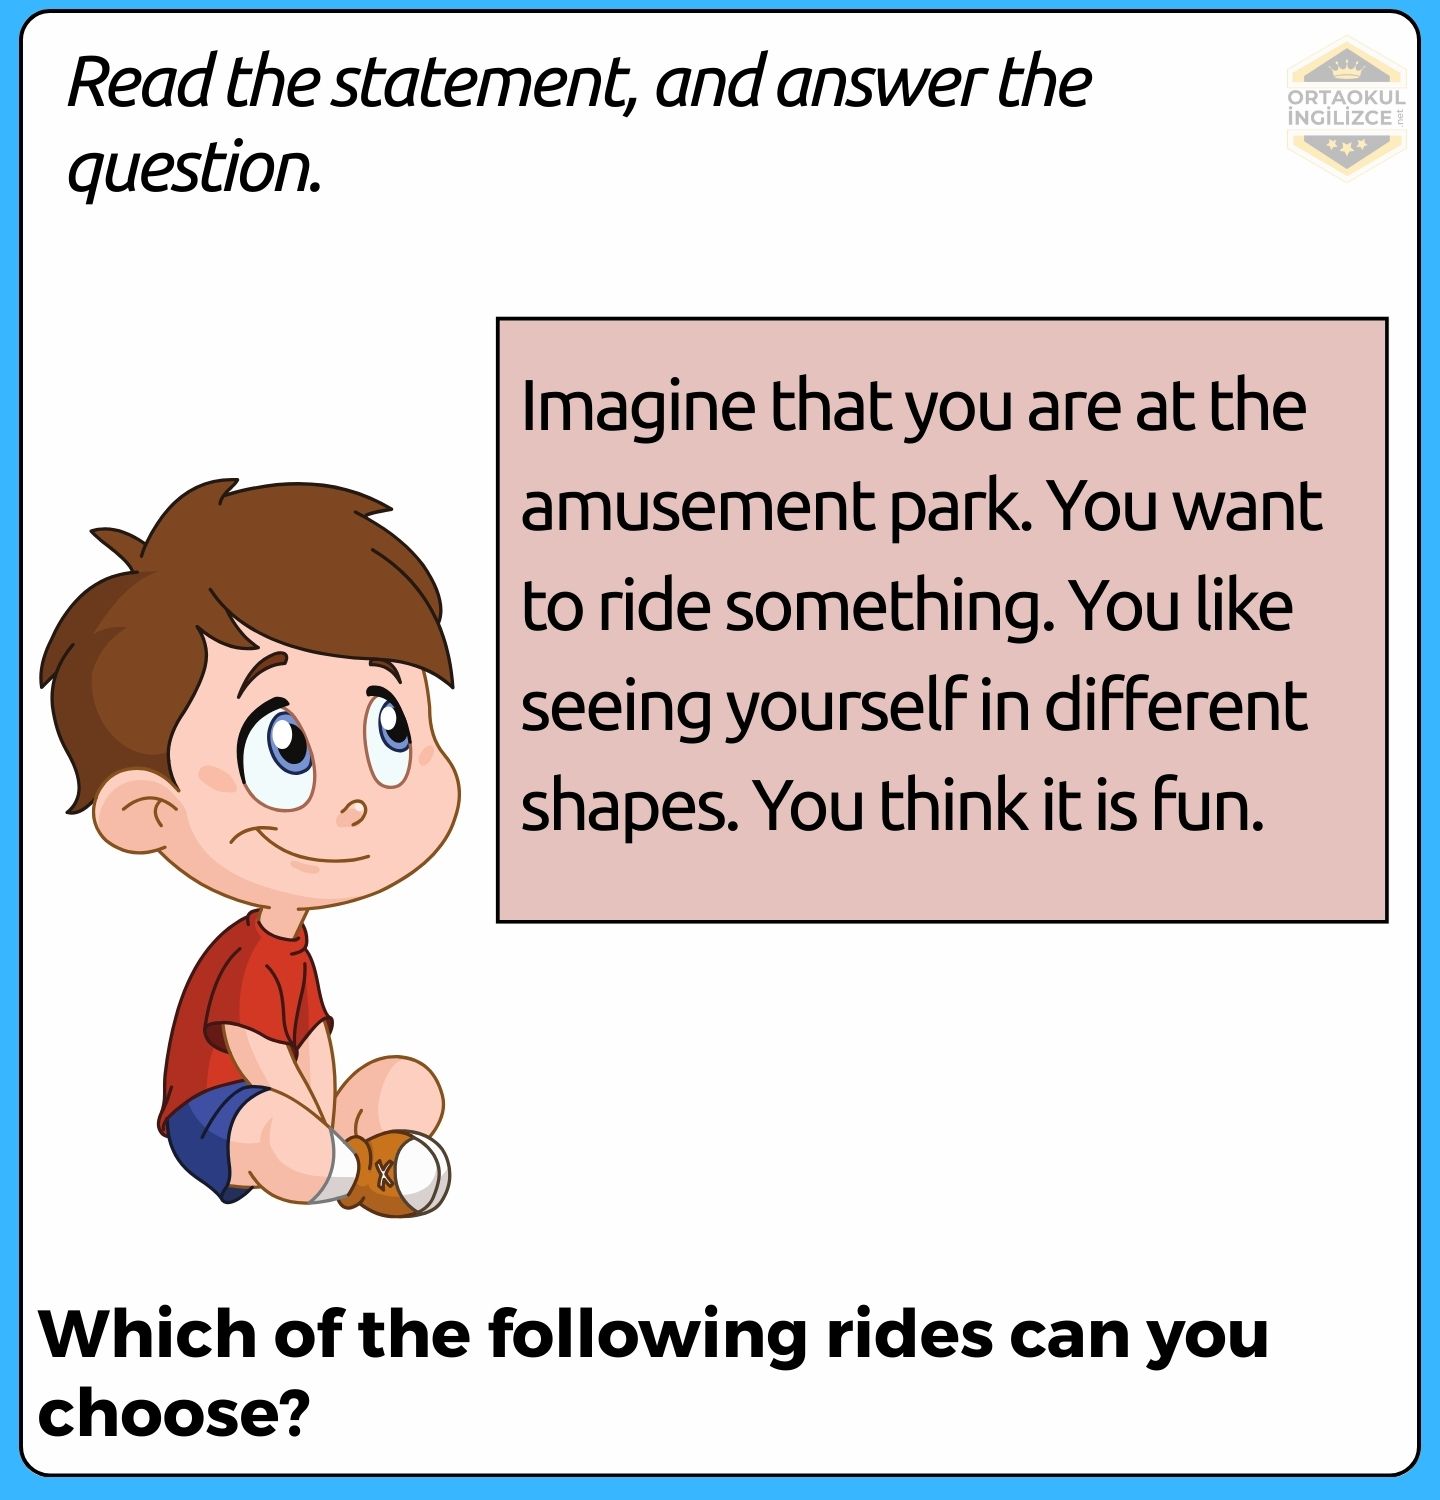 Read the statement, and answer the
question.
ORTAOKUL
İNGİLİZCE
.net
Imagine that you are at the
amusement park. You want
to ride something. You like
seeing yourself in different
shapes. You think it is fun.
Which of the following rides can you
choose?